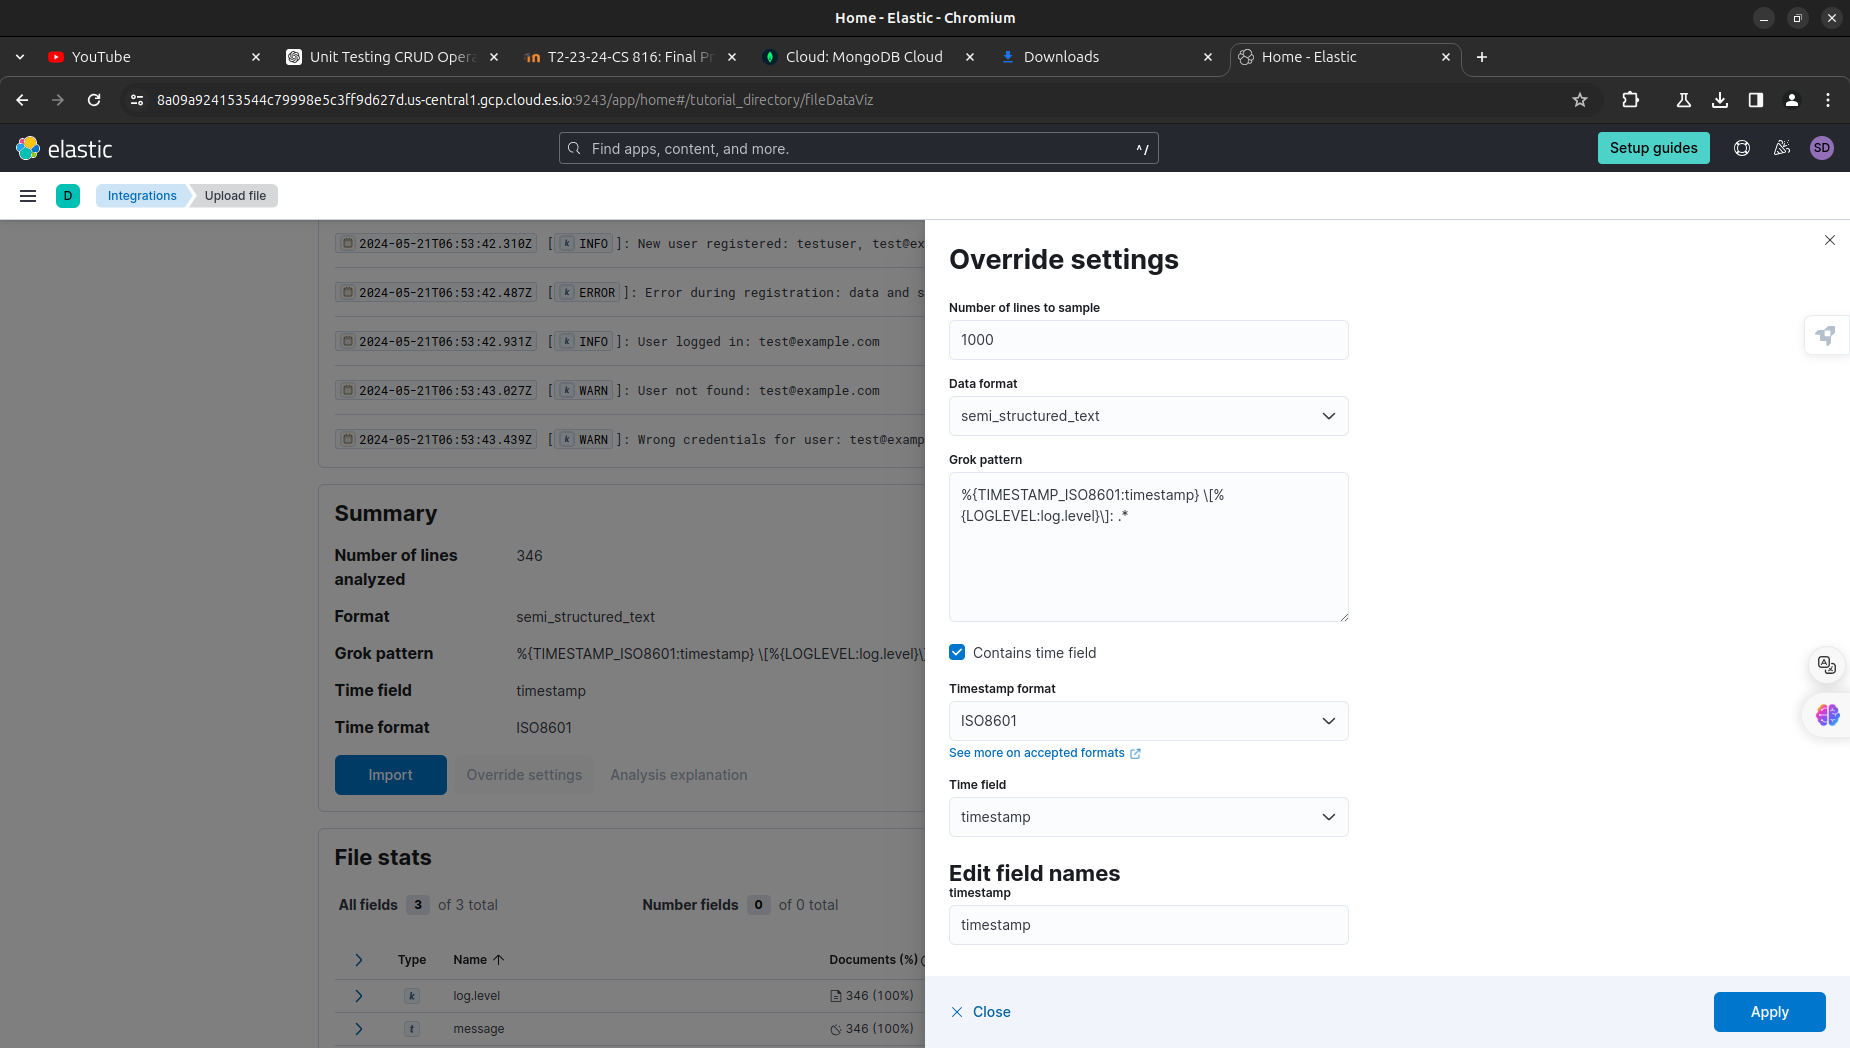 Home - Elastic - Chromium
YouTube
Unit Testing CRUD Opera
T2-23-24-CS 816: Final Pr
Cloud: MongoDB Cloud
Downloads
Home - Elastic
8a09a924153544c79998e5c3ff9d627d.us-central1.gcp.cloud.es.io:9243/app/home#/tutorial_directory/fileDataViz
elastic
Find apps, content, and more.
^/
Setup guides
SD
D
Integrations
Upload file
2024-05-21T06:53:42.310Z [ k INFO ]: New user registered: testuser, test@ex
2024-05-21T06:53:42.487Z [ k ERROR ]: Error during registration: data and s
2024-05-21T06:53:42.931Z [ k INFO ]: User logged in: test@example.com
2024-05-21T06:53:43.027Z [ k WARN ]: User not found: test@example.com
2024-05-21T06:53:43.439Z [ k WARN ]: Wrong credentials for user: test@examp
Summary
Number of lines analyzed 346
Format semi_structured_text
Grok pattern %{TIMESTAMP_ISO8601:timestamp} \[%{LOGLEVEL:log.level}\]
Time field timestamp
Time format ISO8601
Import
Override settings
Analysis explanation
File stats
All fields 3 of 3 total
Number fields 0 of 0 total
Type Name Documents (%)
k log.level 346 (100%)
t message 346 (100%)
Override settings
Number of lines to sample
1000
Data format
semi_structured_text
Grok pattern
%{TIMESTAMP_ISO8601:timestamp} \[%
{LOGLEVEL:log.level}\]: .*
Contains time field
Timestamp format
ISO8601
See more on accepted formats
Time field
timestamp
Edit field names
timestamp
timestamp
Close
Apply